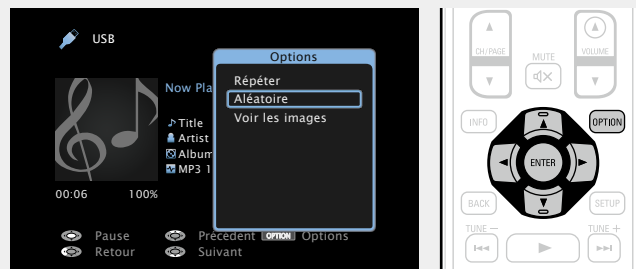 USB
Options
Répéter
Aléatoire
Voir les images
Now Pla
Title
Artist
Album
MP3 1
00:06 100%
Pause
Précedent OPTION Options
Retour
Suivant
CH/PAGE
MUTE
VOLUME
INFO
OPTION
ENTER
BACK
SETUP
TUNE –
TUNE +